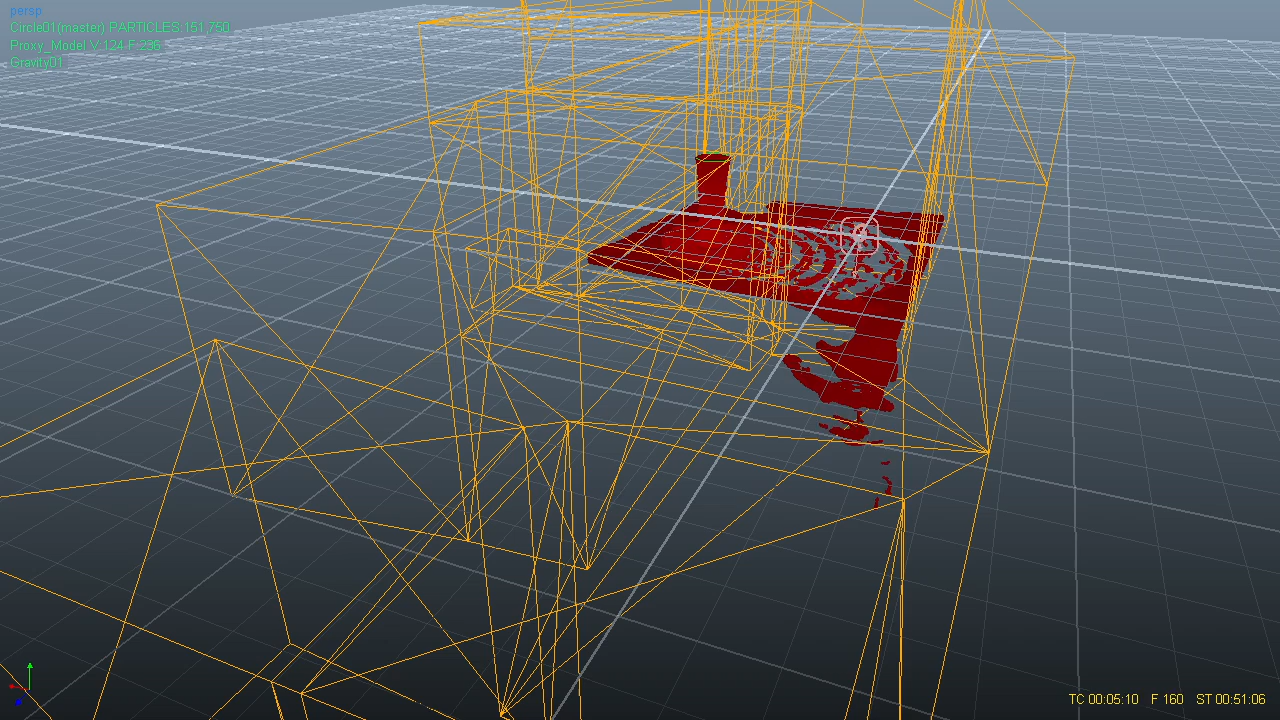 persp
Circle01(master) PARTICLES:151,750
Proxy_Model V 124 F 236
Gravity01
TC 00:05:10 F 160 ST 00:51:06